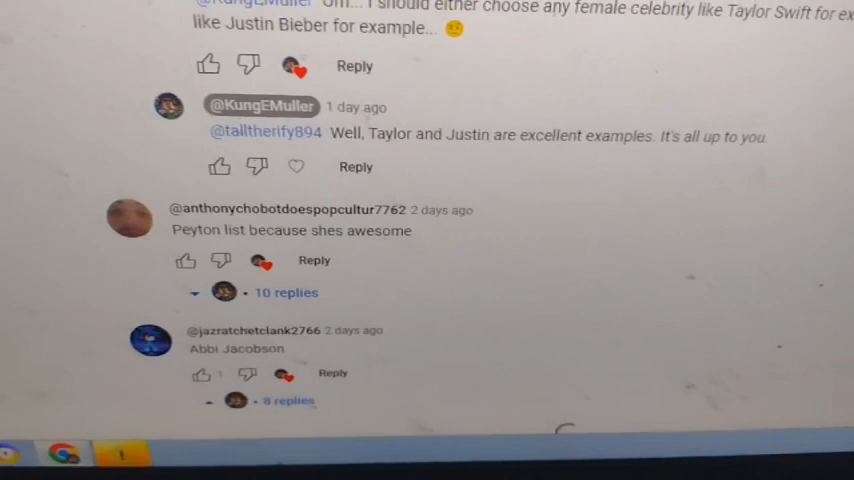 @KungEMuller Um... I should either choose any female celebrity like Taylor Swift for ex
like Justin Bieber for example...
Reply
@KungEMuller 1 day ago
@talltherify894 Well, Taylor and Justin are excellent examples. It's all up to you.
Reply
@anthonychobotdoespopcultur7762 2 days ago
Peyton list because shes awesome
Reply
10 replies
@jazratchetclank2766 2 days ago
Abbi Jacobson
1 Reply
8 replies